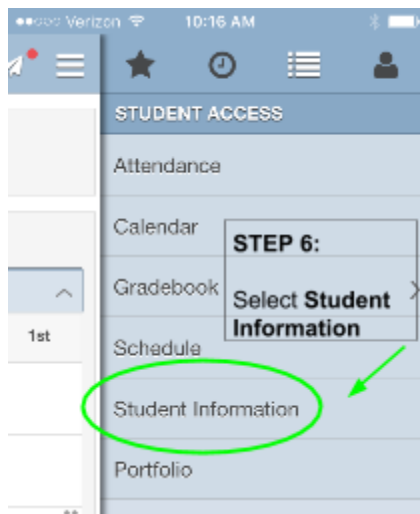 Verizon 10:16 AM
STUDENT ACCESS
Attendance
Calendar
STEP 6:
Gradebook
Select Student
Information
1st
Schedule
Student Information
Portfolio